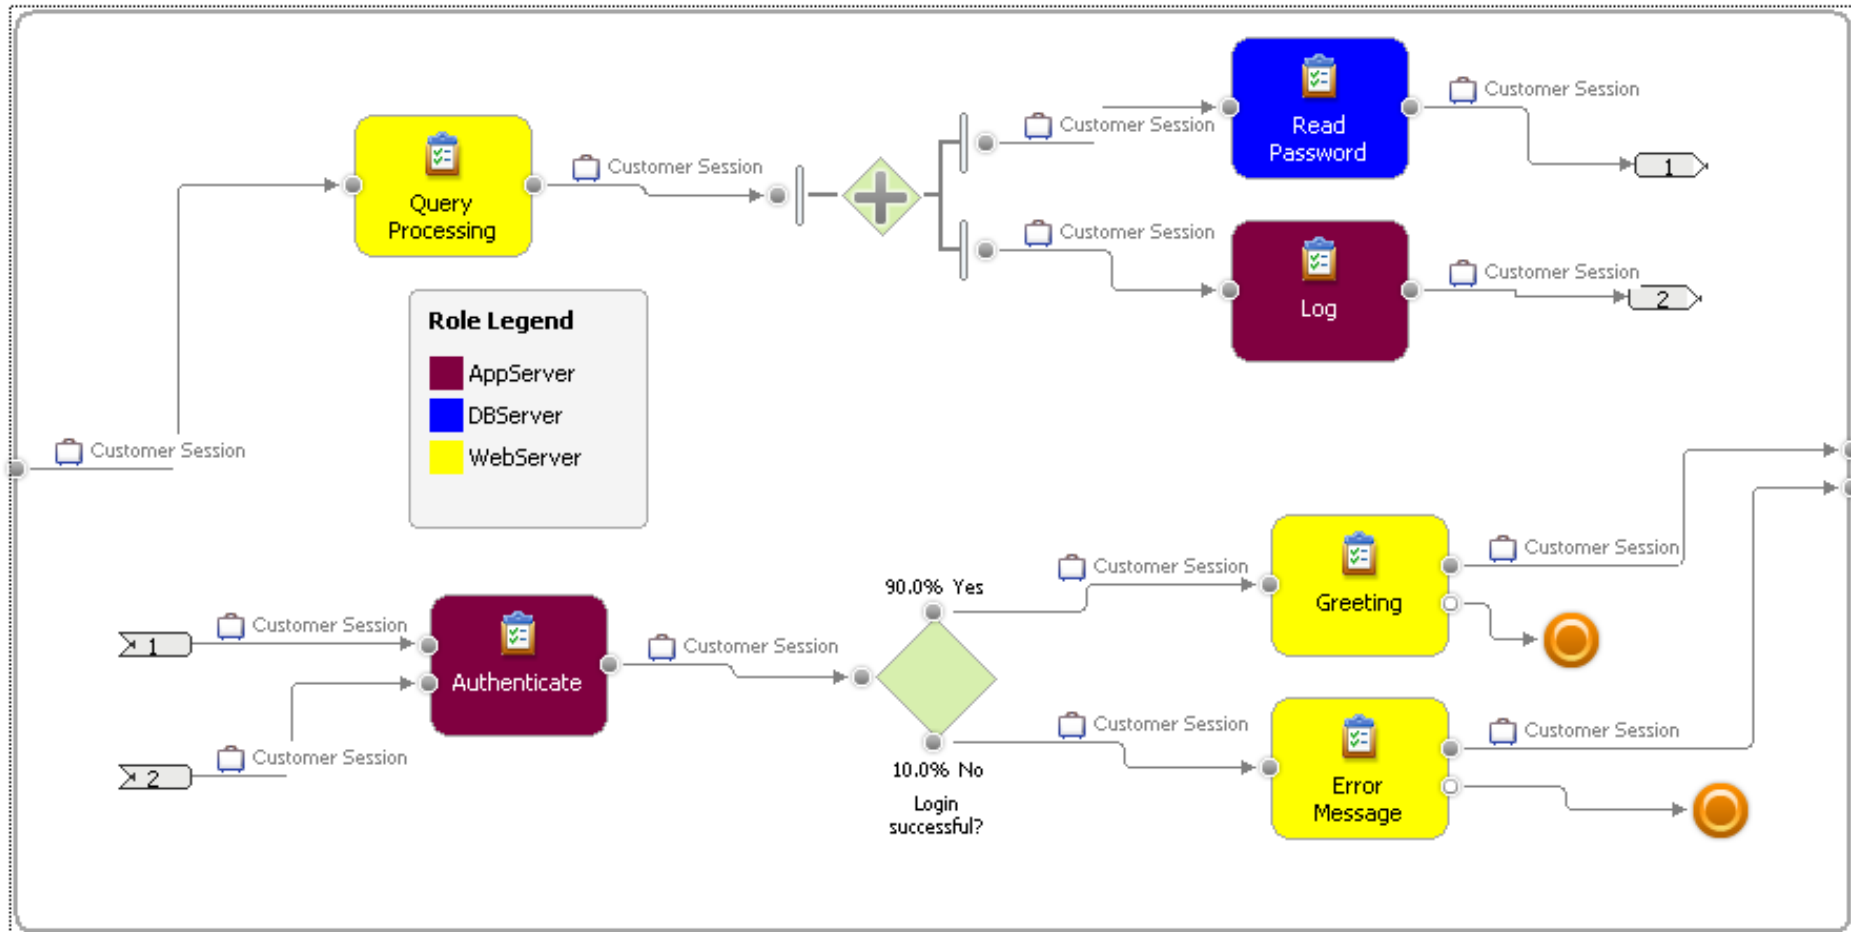 Customer Session
Read
Password
1
Customer Session
Customer Session
Query
Processing
Customer Session
Log
Customer Session
2
Role Legend
AppServer
DBServer
WebServer
Customer Session
Customer Session
Greeting
Customer Session
90.0% Yes
1
Customer Session
Authenticate
Customer Session
2
Customer Session
10.0% No
Login
successful?
Customer Session
Error
Message
Customer Session